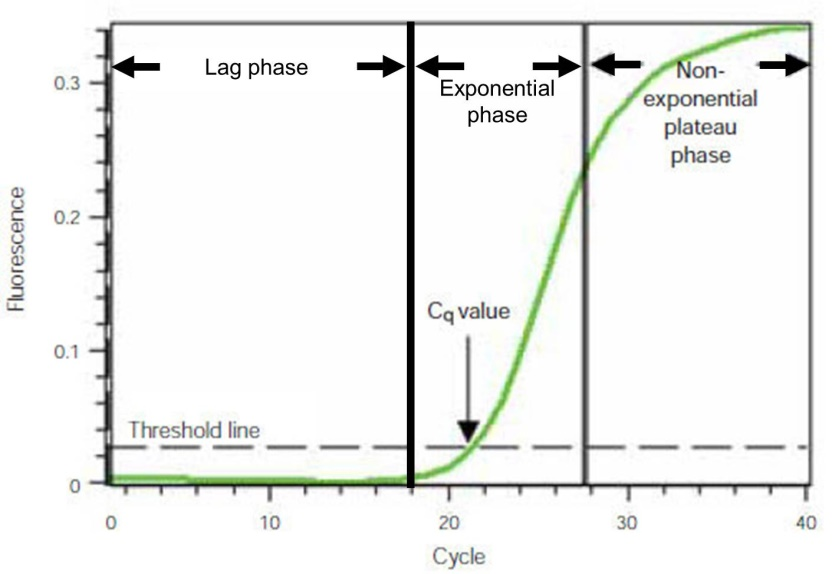 Lag phase
Exponential
phase
Non-
exponential
plateau
phase
0.3
0.2
0.1
0
Fluorescence
Cq value
Threshold line
0
10
20
30
40
Cycle